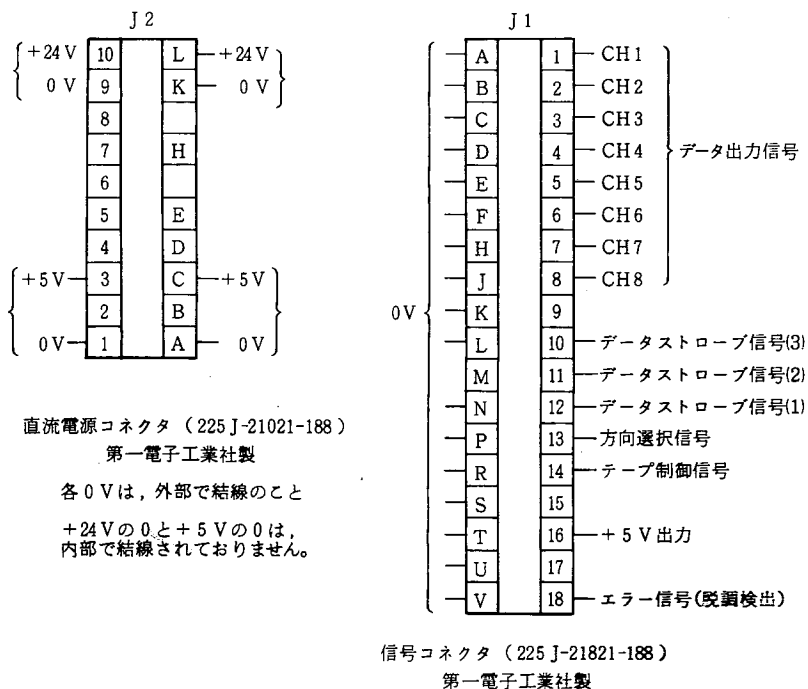 J2
+24V 10 L +24V
0V 9 K 0V
8
7 H
6
5 E
4 D
+5V 3 C +5V
2 B
0V 1 A 0V
直流電源コネクタ(225J-21021-188)
第一電子工業社製
各0Vは,外部で結線のこと
+24Vの0と+5Vの0は,
内部で結線されておりません。
J1
A 1 CH1
B 2 CH2
C 3 CH3
D 4 CH4
E 5 CH5
F 6 CH6
H 7 CH7
J 8 CH8
データ出力信号
0V
K 9
L 10 データストローブ信号(3)
M 11 データストローブ信号(2)
N 12 データストローブ信号(1)
P 13 方向選択信号
R 14 テープ制御信号
S 15
T 16 +5V出力
U 17
V 18 エラー信号(脱調検出)
信号コネクタ(225J-21821-188)
第一電子工業社製